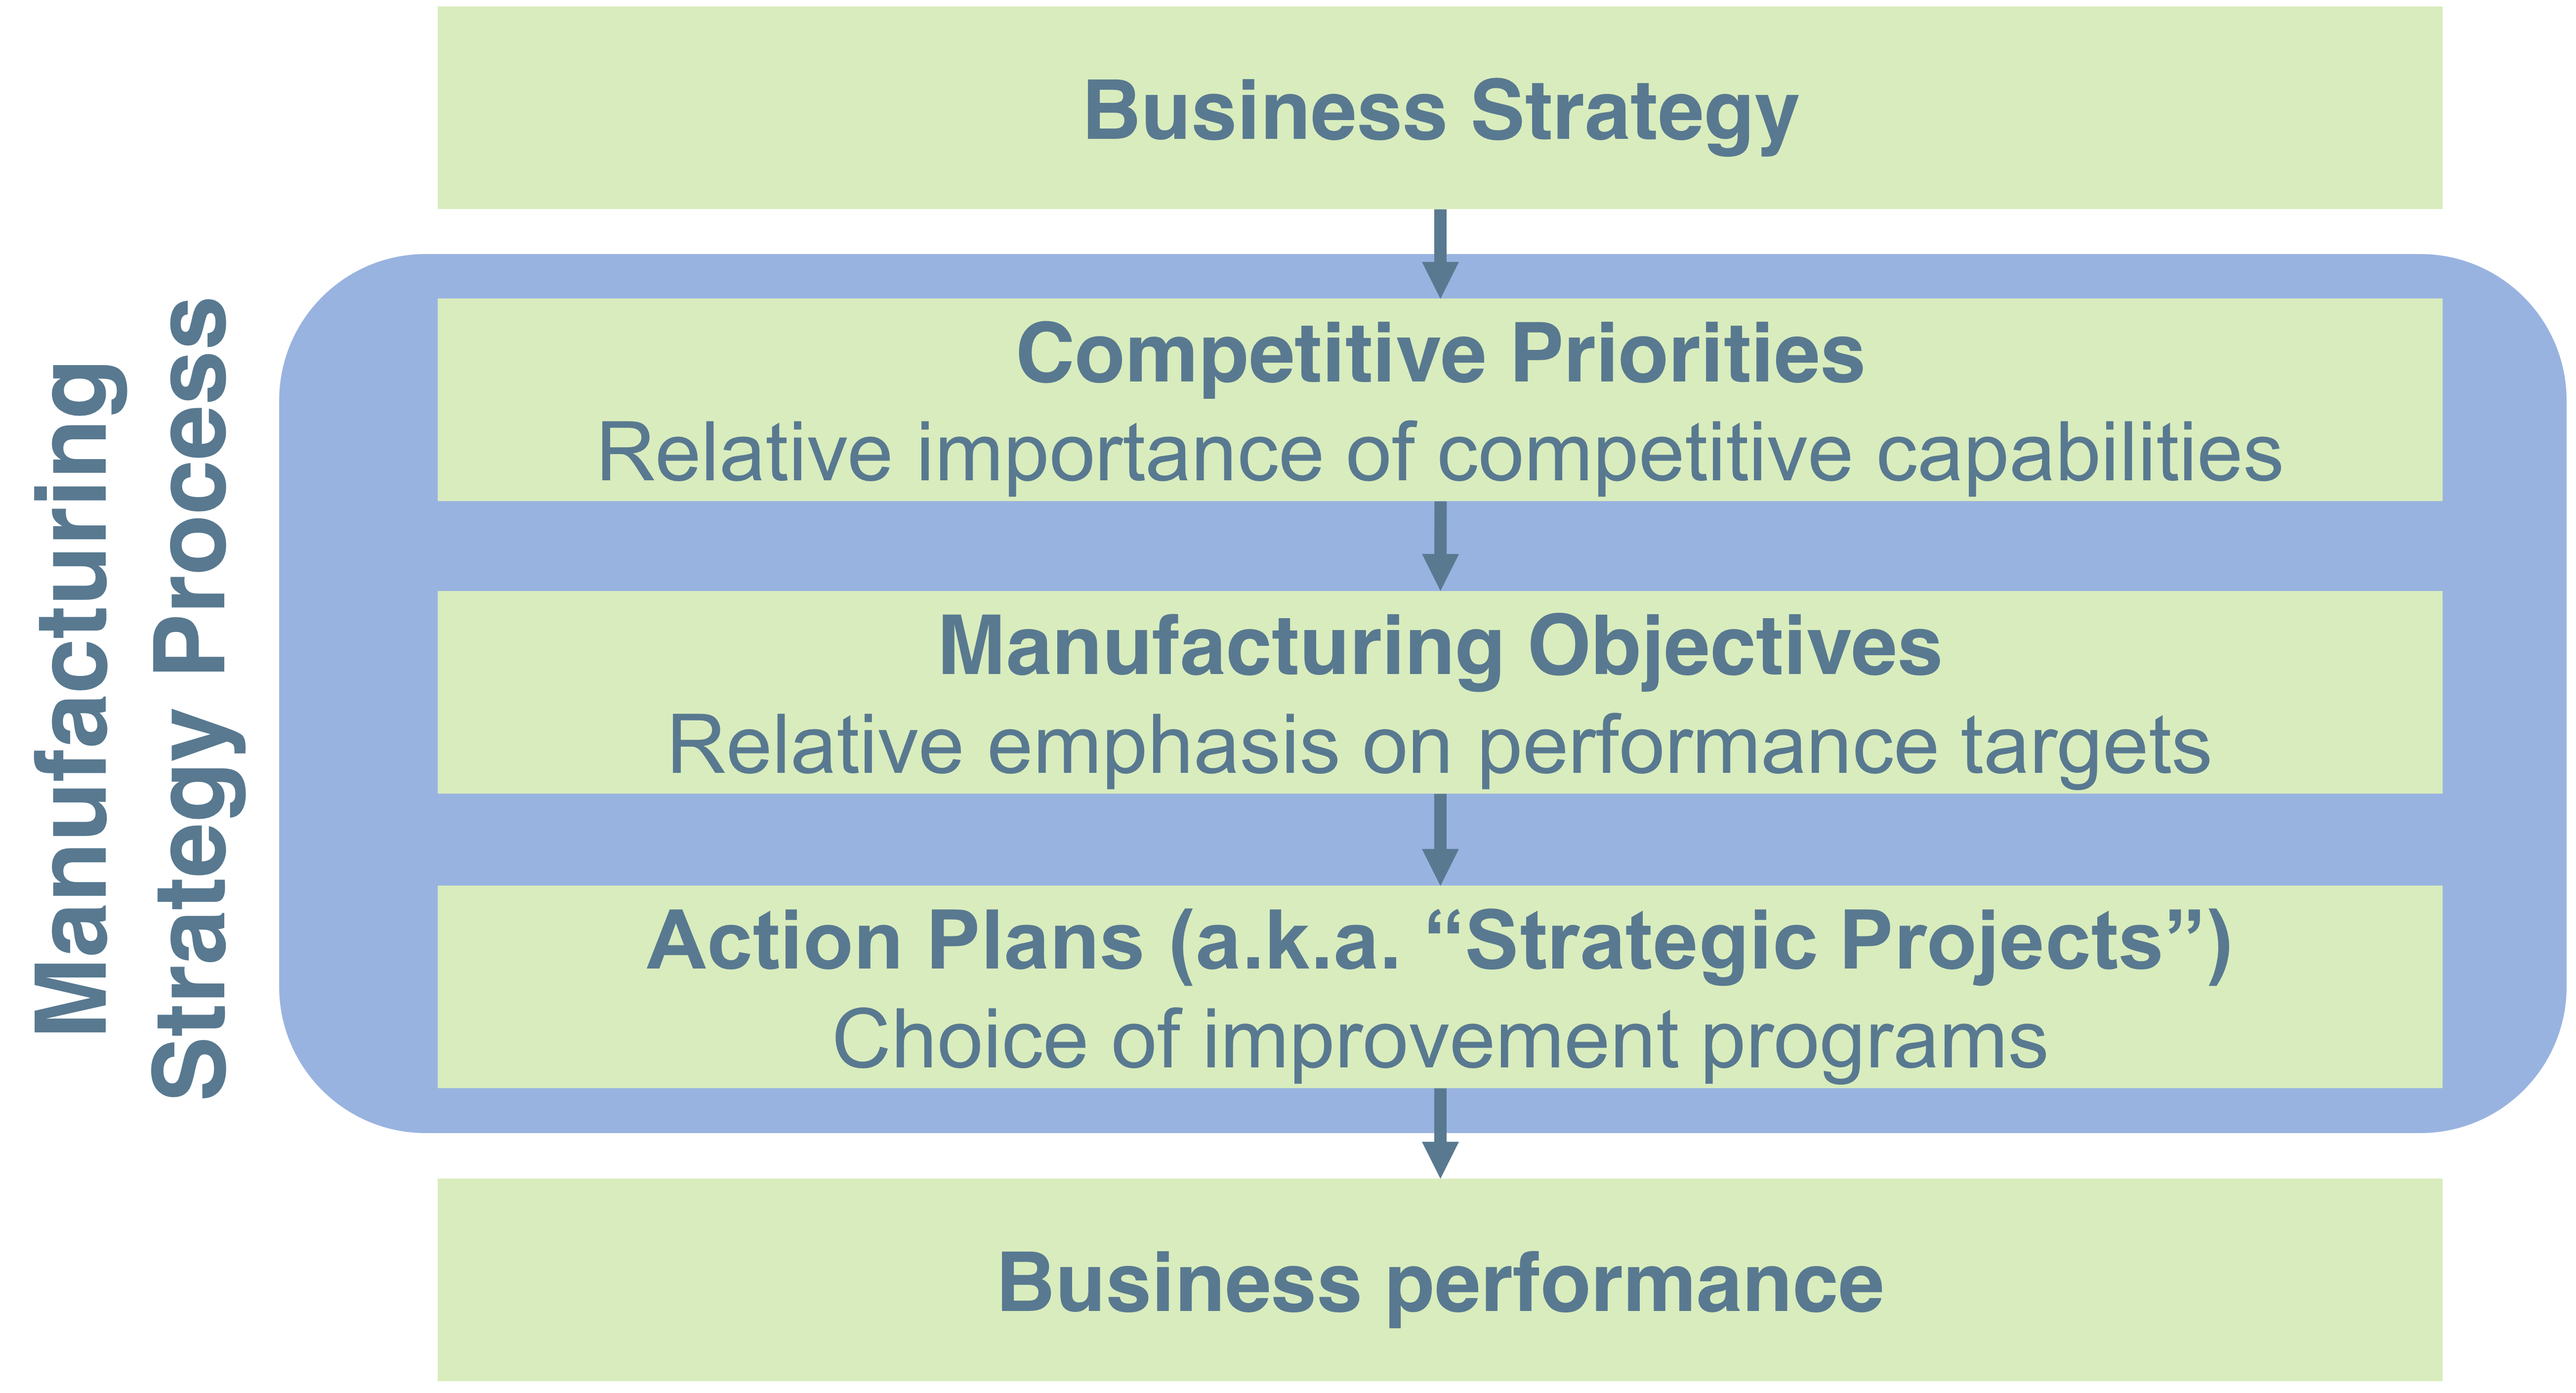 Manufacturing
Strategy Process
Business Strategy
Competitive Priorities
Relative importance of competitive capabilities
Manufacturing Objectives
Relative emphasis on performance targets
Action Plans (a.k.a. “Strategic Projects”)
Choice of improvement programs
Business performance